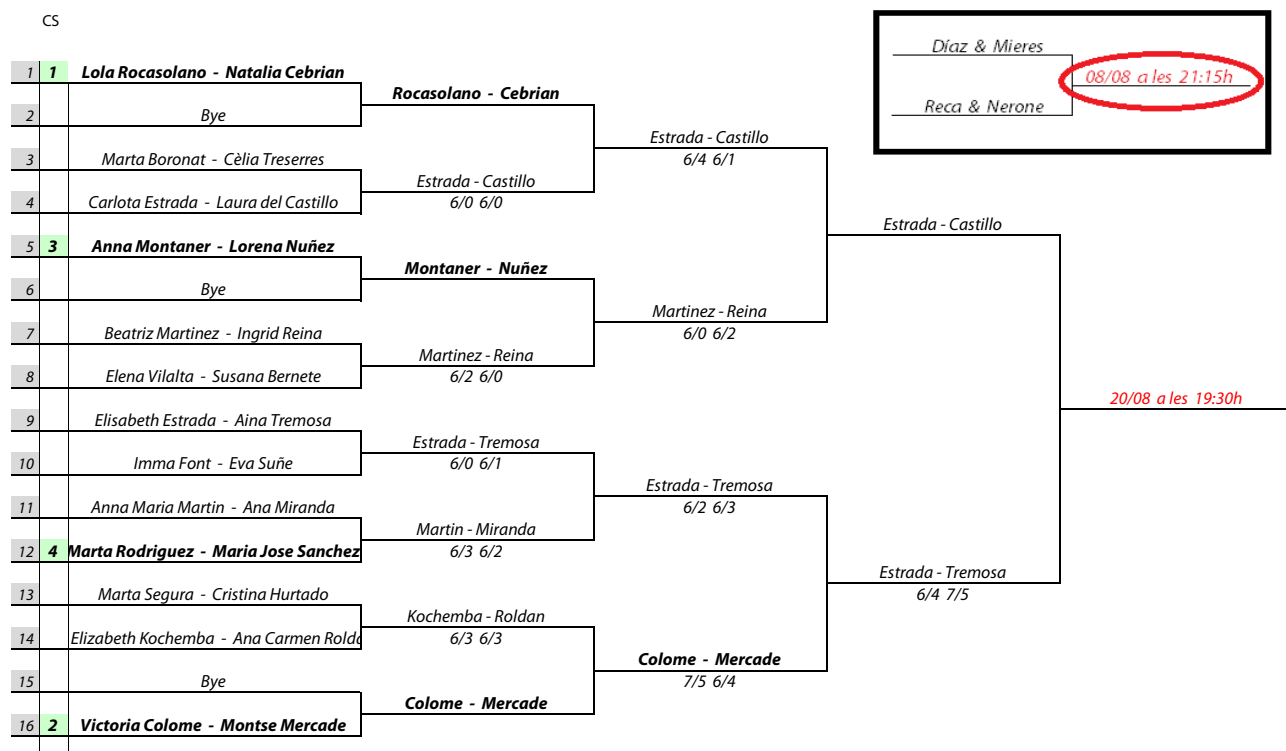 CS
Díaz & Mieres
08/08 a les 21:15h
Reca & Nerone
1 1 Lola Rocasolano - Natalia Cebrian
Rocasolano - Cebrian
2 Bye
Estrada - Castillo
6/4 6/1
3 Marta Boronat - Cèlia Treserres
Estrada - Castillo
6/0 6/0
4 Carlota Estrada - Laura del Castillo
Estrada - Castillo
5 3 Anna Montaner - Lorena Nuñez
Montaner - Nuñez
6 Bye
Martinez - Reina
6/0 6/2
7 Beatriz Martinez - Ingrid Reina
Martinez - Reina
6/2 6/0
8 Elena Vilalta - Susana Bernete
20/08 a les 19:30h
9 Elisabeth Estrada - Aina Tremosa
Estrada - Tremosa
6/0 6/1
10 Imma Font - Eva Suñe
Estrada - Tremosa
6/2 6/3
11 Anna Maria Martin - Ana Miranda
Martin - Miranda
6/3 6/2
12 4 Marta Rodriguez - Maria Jose Sanchez
Estrada - Tremosa
6/4 7/5
13 Marta Segura - Cristina Hurtado
Kochemba - Roldan
6/3 6/3
14 Elizabeth Kochemba - Ana Carmen Rolda
Colome - Mercade
7/5 6/4
15 Bye
Colome - Mercade
16 2 Victoria Colome - Montse Mercade